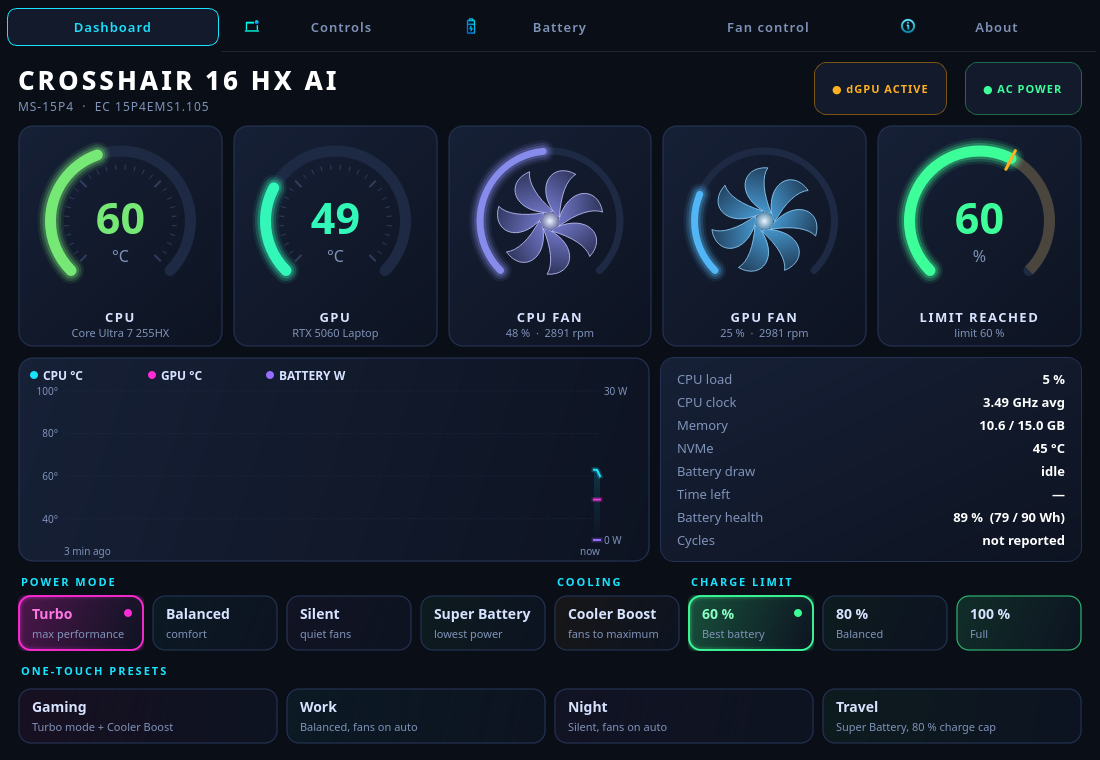 Dashboard
Controls
Battery
Fan control
About
CROSSHAIR 16 HX AI
MS-15P4 · EC 15P4EMS1.105
dGPU ACTIVE
AC POWER
60
°C
CPU
Core Ultra 7 255HX
49
°C
GPU
RTX 5060 Laptop
CPU FAN
48 % · 2891 rpm
GPU FAN
25 % · 2981 rpm
60
%
LIMIT REACHED
limit 60 %
CPU °C
GPU °C
BATTERY W
100°
80°
60°
40°
30 W
0 W
3 min ago
now
CPU load 5 %
CPU clock 3.49 GHz avg
Memory 10.6 / 15.0 GB
NVMe 45 °C
Battery draw idle
Time left —
Battery health 89 % (79 / 90 Wh)
Cycles not reported
POWER MODE
Turbo
max performance
Balanced
comfort
Silent
quiet fans
Super Battery
lowest power
COOLING
Cooler Boost
fans to maximum
CHARGE LIMIT
60 %
Best battery
80 %
Balanced
100 %
Full
ONE-TOUCH PRESETS
Gaming
Turbo mode + Cooler Boost
Work
Balanced, fans on auto
Night
Silent, fans on auto
Travel
Super Battery, 80 % charge cap